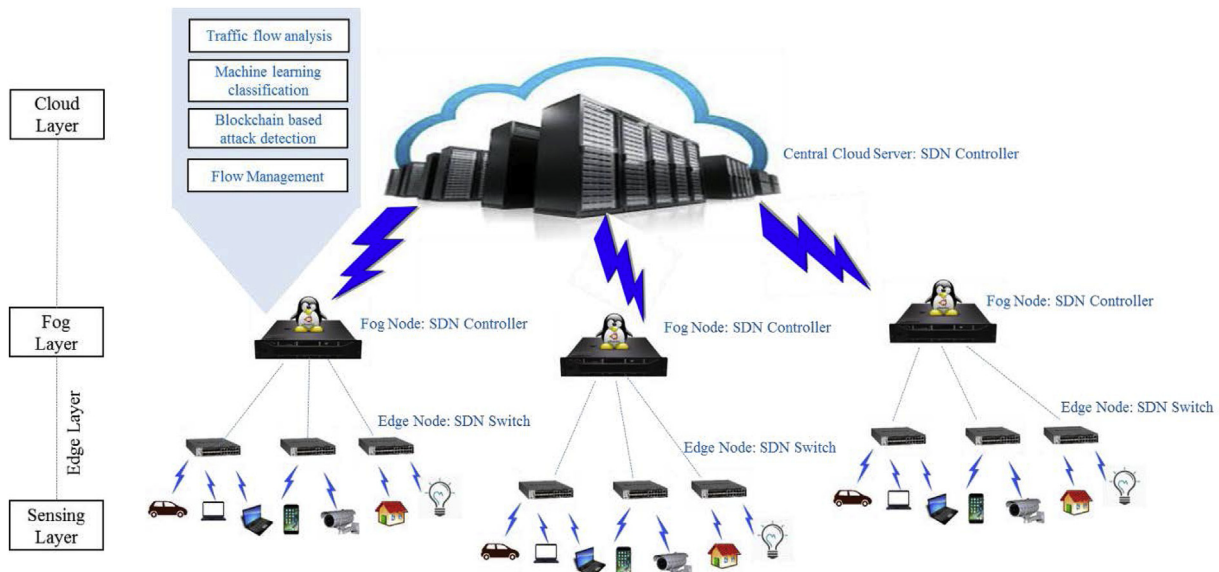 Traffic flow analysis
Machine learning
classification
Blockchain based
attack detection
Flow Management
Cloud
Layer
Central Cloud Server: SDN Controller
Fog
Layer
Fog Node: SDN Controller
Fog Node: SDN Controller
Fog Node: SDN Controller
Edge Layer
Edge Node: SDN Switch
Edge Node: SDN Switch
Edge Node: SDN Switch
Sensing
Layer